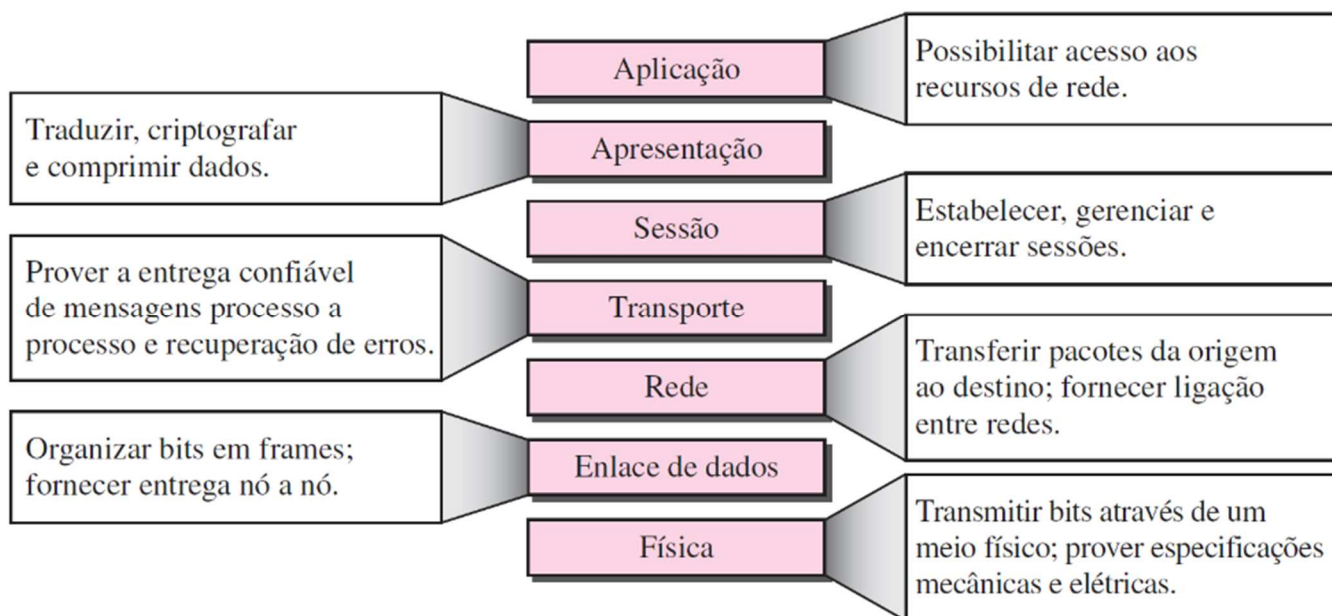 Aplicação
Possibilitar acesso aos
recursos de rede.
Traduzir, criptografar
e comprimir dados.
Apresentação
Sessão
Estabelecer, gerenciar e
encerrar sessões.
Prover a entrega confiável
de mensagens processo a
processo e recuperação de erros.
Transporte
Rede
Transferir pacotes da origem
ao destino; fornecer ligação
entre redes.
Organizar bits em frames;
fornecer entrega nó a nó.
Enlace de dados
Física
Transmitir bits através de um
meio físico; prover especificações
mecânicas e elétricas.